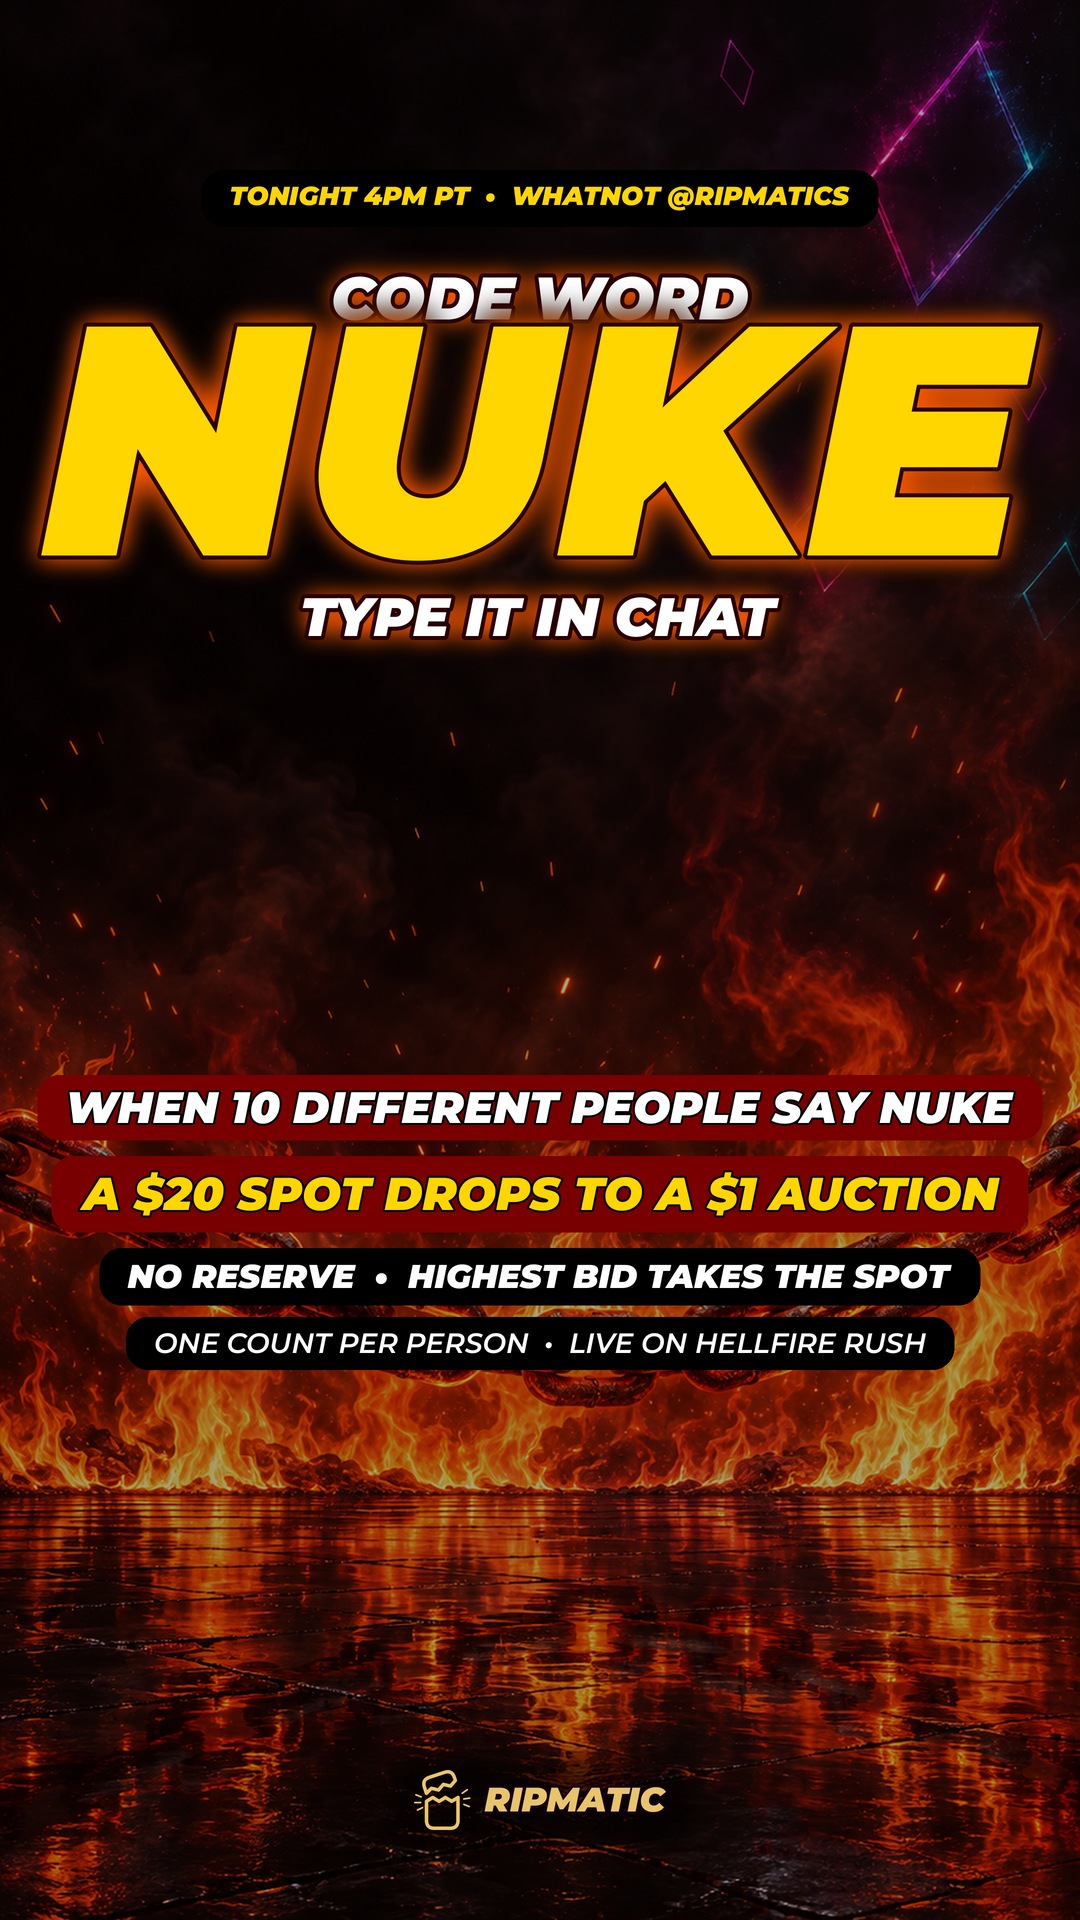 TONIGHT 4PM PT • WHATNOT @RIPMATICS
CODE WORD
NUKE
TYPE IT IN CHAT
WHEN 10 DIFFERENT PEOPLE SAY NUKE
A $20 SPOT DROPS TO A $1 AUCTION
NO RESERVE • HIGHEST BID TAKES THE SPOT
ONE COUNT PER PERSON • LIVE ON HELLFIRE RUSH
RIPMATIC